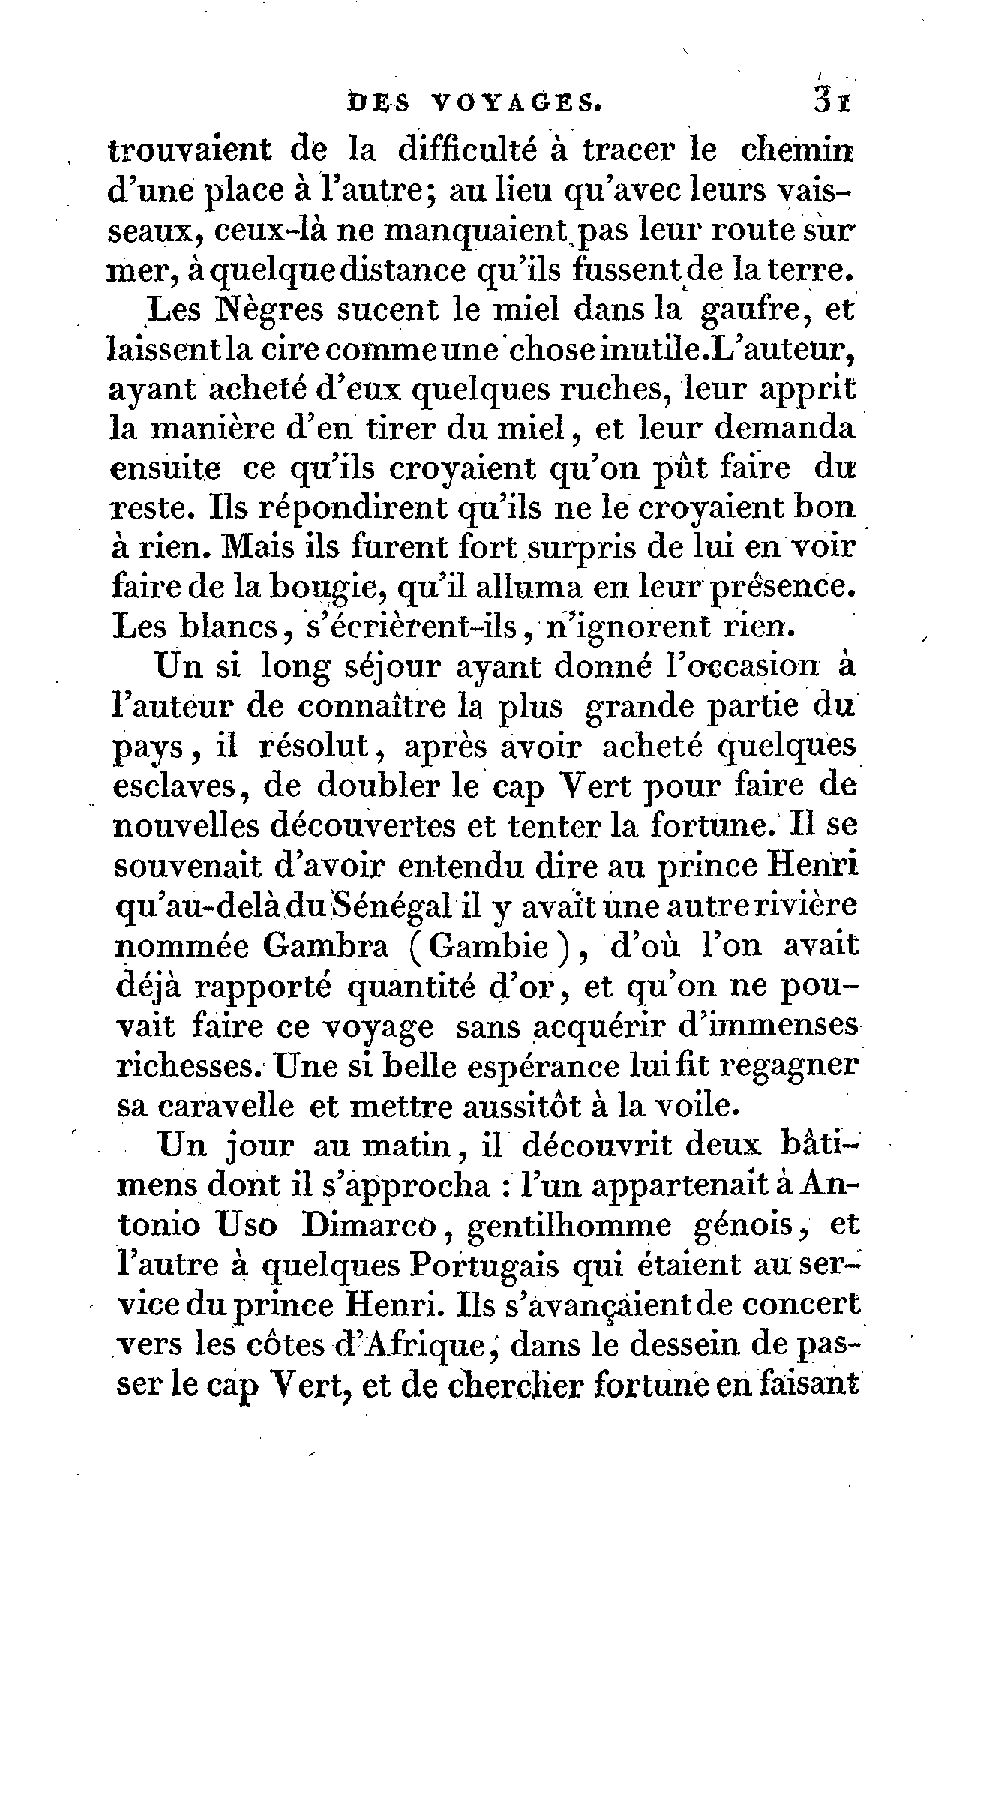 DES VOYAGES. 31
trouvaient de la difficulté à tracer le chemin
d'une place à l'autre; au lieu qu'avec leurs vais-
seaux, ceux-là ne manquaient pas leur route sur
mer, à quelque distance qu'ils fussent de la terre.
Les Nègres sucent le miel dans la gaufre, et
laissent la cire comme une chose inutile. L'auteur,
ayant acheté d'eux quelques ruches, leur apprit
la manière d'en tirer du miel, et leur demanda
ensuite ce qu'ils croyaient qu'on pût faire du
reste. Ils répondirent qu'ils ne le croyaient bon
à rien. Mais ils furent fort surpris de lui en voir
faire de la bougie, qu'il alluma en leur présence.
Les blancs, s'écrièrent-ils, n'ignorent rien.
Un si long séjour ayant donné l'occasion à
l'auteur de connaître la plus grande partie du
pays, il résolut, après avoir acheté quelques
esclaves, de doubler le cap Vert pour faire de
nouvelles découvertes et tenter la fortune. Il se
souvenait d'avoir entendu dire au prince Henri
qu'au-delà du Sénégal il y avait une autre rivière
nommée Gambra (Gambie), d'où l'on avait
déjà rapporté quantité d'or, et qu'on ne pou-
vait faire ce voyage sans acquérir d'immenses
richesses. Une si belle espérance lui fit regagner
sa caravelle et mettre aussitôt à la voile.
Un jour au matin, il découvrit deux bâti-
mens dont il s'approcha : l'un appartenait à An-
tonio Uso Dimarco, gentilhomme génois, et
l'autre à quelques Portugais qui étaient au ser-
vice du prince Henri. Ils s'avançaient de concert
vers les côtes d'Afrique, dans le dessein de pas-
ser le cap Vert, et de chercher fortune en faisant